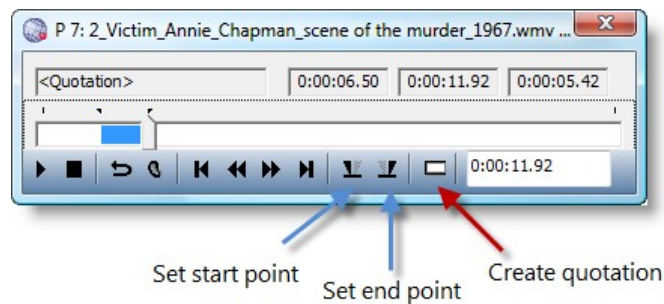 P 7: 2_Victim_Annie_Chapman_scene of the murder_1967.wmv ...
<Quotation> 0:00:06.50 0:00:11.92 0:00:05.42
0:00:11.92
Set start point
Set end point
Create quotation